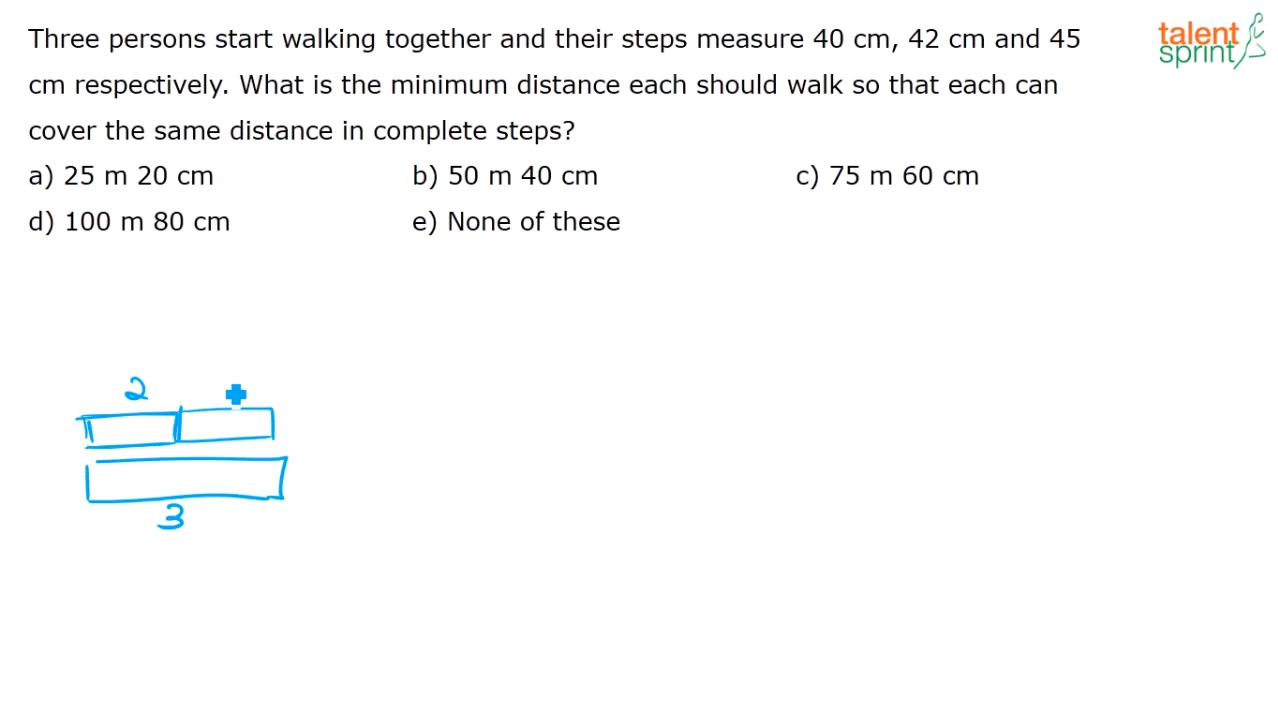 Three persons start walking together and their steps measure 40 cm, 42 cm and 45
talent
sprint
cm respectively. What is the minimum distance each should walk so that each can
cover the same distance in complete steps?
a) 25 m 20 cm b) 50 m 40 cm c) 75 m 60 cm
d) 100 m 80 cm e) None of these
2
3